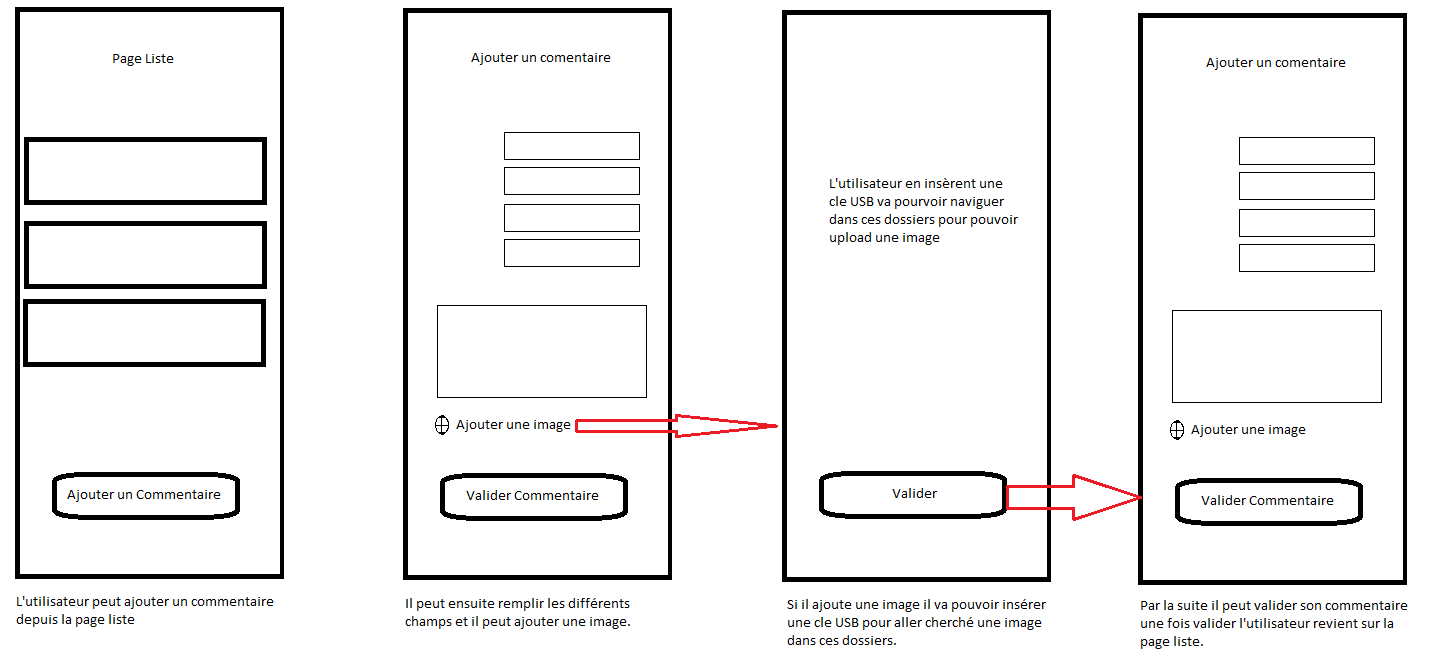 Page Liste
Ajouter un Commentaire
L'utilisateur peut ajouter un commentaire
depuis la page liste
Ajouter un comentaire
Ajouter une image
Valider Commentaire
Il peut ensuite remplir les différents
champs et il peut ajouter une image.
L'utilisateur en insèrent une
cle USB va pourvoir naviguer
dans ces dossiers pour pouvoir
upload une image
Valider
Si il ajoute une image il va pouvoir insérer
une cle USB pour aller cherché une image
dans ces dossiers.
Ajouter un comentaire
Ajouter une image
Valider Commentaire
Par la suite il peut valider son commentaire
une fois valider l'utilisateur revient sur la
page liste.